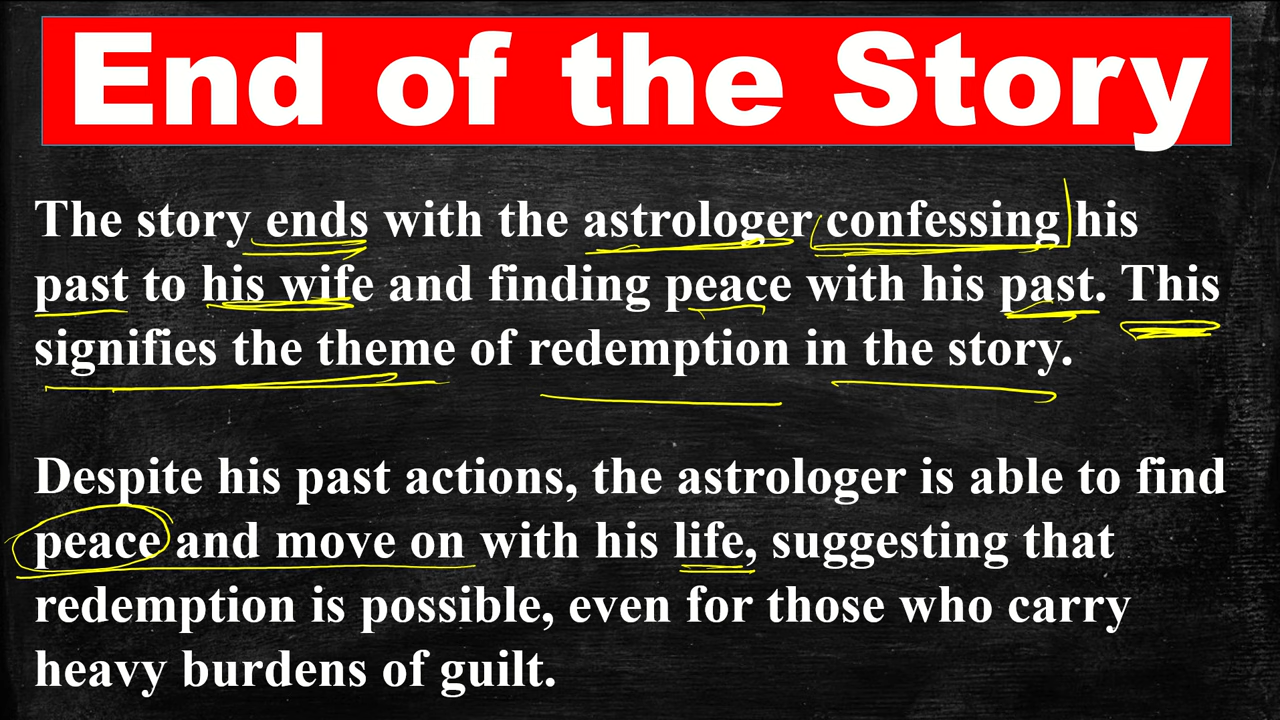 End of the Story
The story ends with the astrologer confessing his
past to his wife and finding peace with his past. This
signifies the theme of redemption in the story.
Despite his past actions, the astrologer is able to find
peace and move on with his life, suggesting that
redemption is possible, even for those who carry
heavy burdens of guilt.